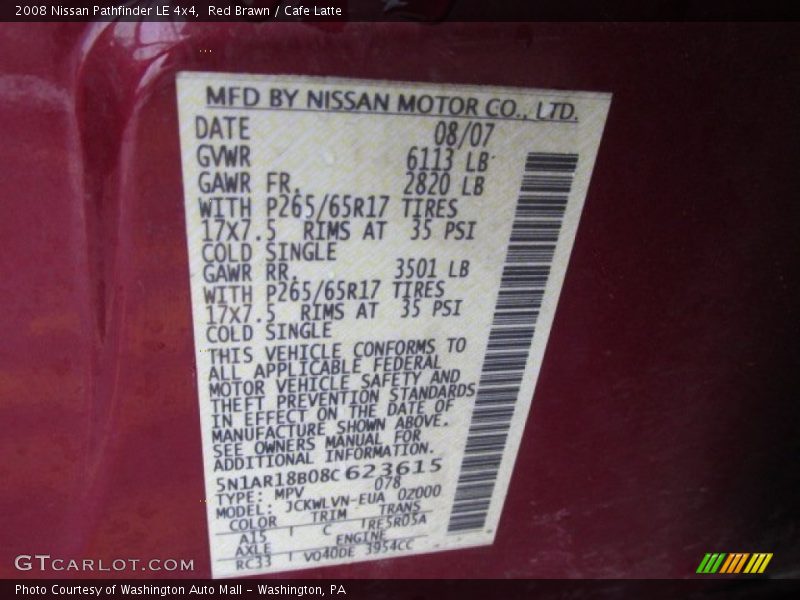 2008 Nissan Pathfinder LE 4x4,  Red Brawn / Cafe Latte
MFD BY NISSAN MOTOR CO., LTD.
DATE 08/07
GVWR 6113 LB
GAWR FR. 2820 LB
WITH P265/65R17 TIRES
17X7.5 RIMS AT 35 PSI
COLD SINGLE
GAWR RR. 3501 LB
WITH P265/65R17 TIRES
17X7.5 RIMS AT 35 PSI
COLD SINGLE
THIS VEHICLE CONFORMS TO
ALL APPLICABLE FEDERAL
MOTOR VEHICLE SAFETY AND
THEFT PREVENTION STANDARDS
IN EFFECT ON THE DATE OF
MANUFACTURE SHOWN ABOVE.
SEE OWNERS MANUAL FOR
ADDITIONAL INFORMATION.
5N1AR18B08C623615
TYPE: MPV 078
MODEL: JCKWLVN-EUA 0Z000
COLOR TRIM TRANS
A15 C RE5R05A
AXLE ENGINE
RC33 VQ40DE 3954CC
GTCARLOT.COM
Photo Courtesy of Washington Auto Mall - Washington, PA